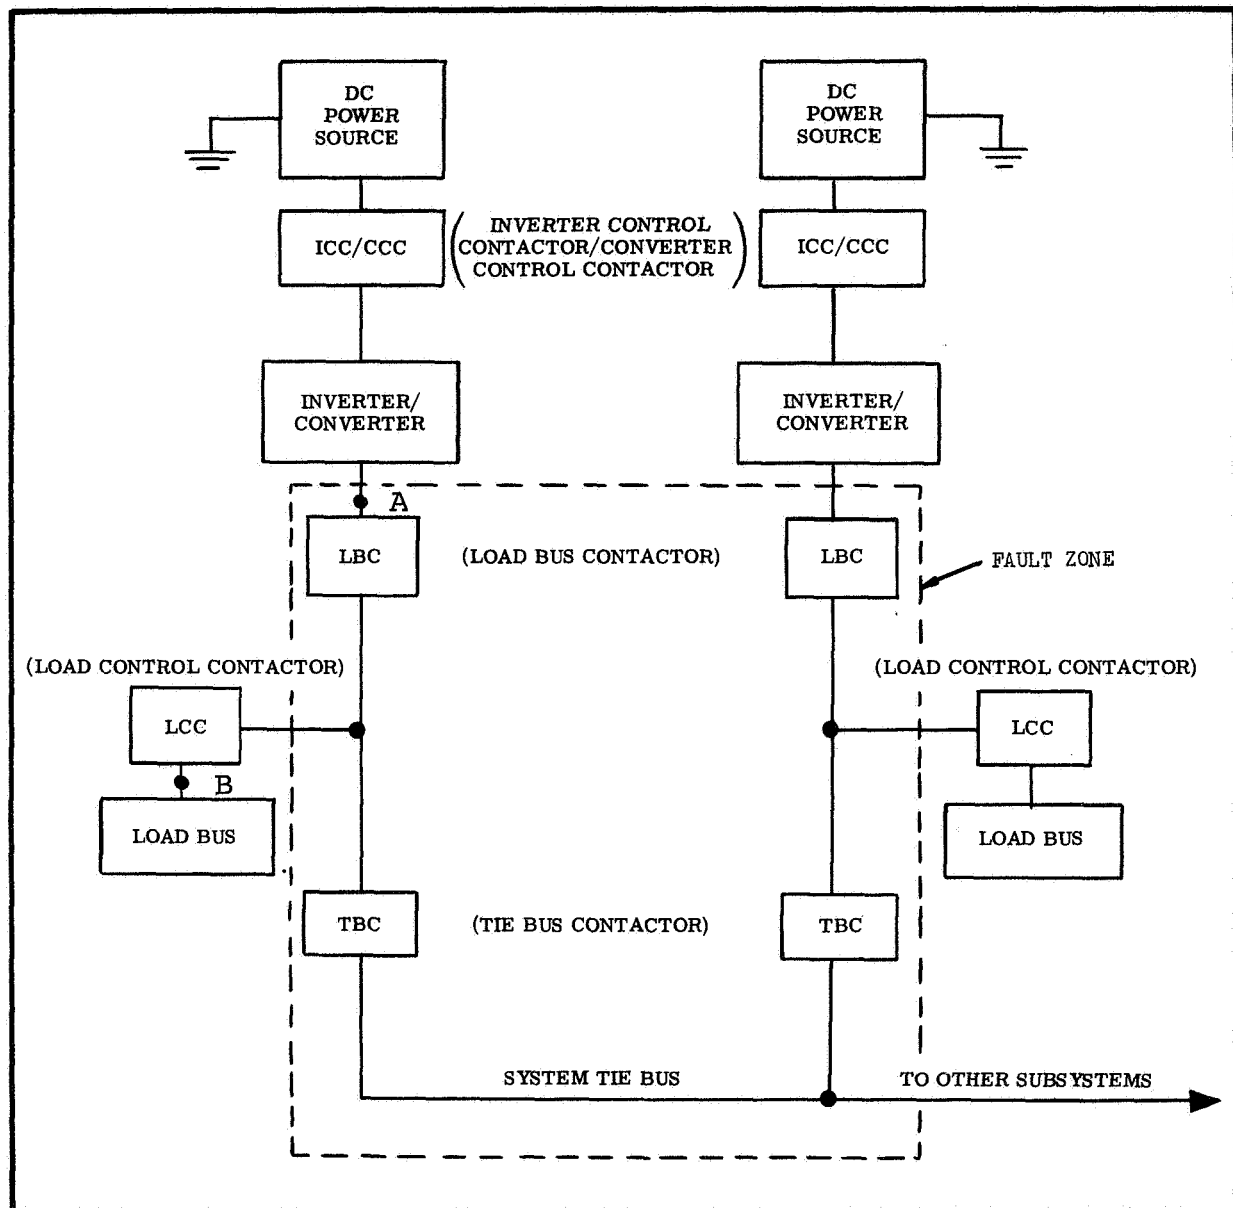 DC
POWER
SOURCE
DC
POWER
SOURCE
ICC/CCC
(INVERTER CONTROL
CONTACTOR/CONVERTER
CONTROL CONTACTOR)
ICC/CCC
INVERTER/
CONVERTER
INVERTER/
CONVERTER
A
LBC
(LOAD BUS CONTACTOR)
LBC
FAULT ZONE
(LOAD CONTROL CONTACTOR)
(LOAD CONTROL CONTACTOR)
LCC
LCC
B
LOAD BUS
LOAD BUS
TBC
(TIE BUS CONTACTOR)
TBC
SYSTEM TIE BUS
TO OTHER SUBSYSTEMS